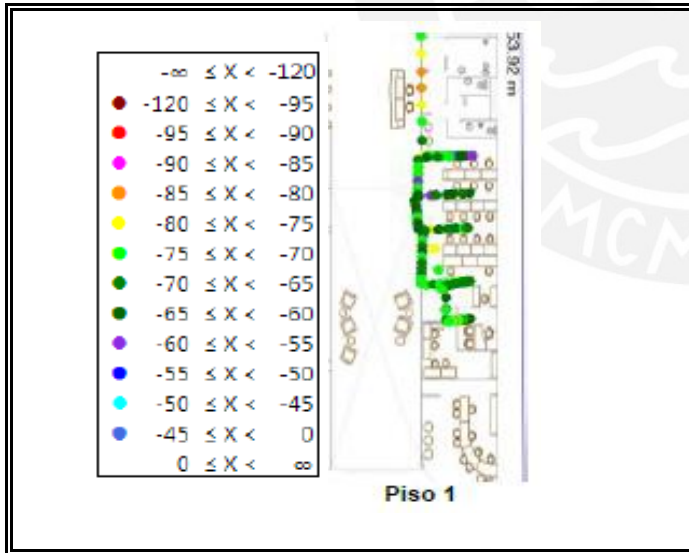 -∞ ≤ X < -120
-120 ≤ X < -95
-95 ≤ X < -90
-90 ≤ X < -85
-85 ≤ X < -80
-80 ≤ X < -75
-75 ≤ X < -70
-70 ≤ X < -65
-65 ≤ X < -60
-60 ≤ X < -55
-55 ≤ X < -50
-50 ≤ X < -45
-45 ≤ X < 0
0 ≤ X < ∞
53.92 m
Piso 1
MCM